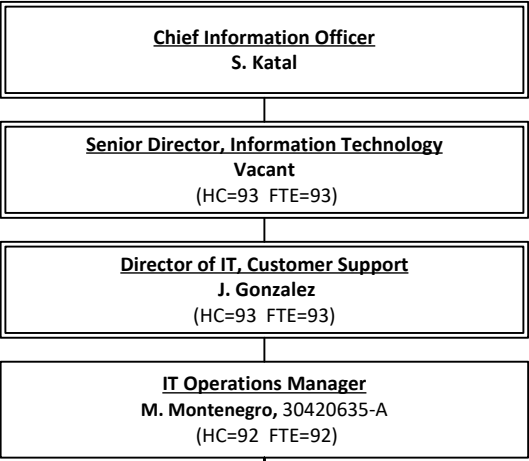 Chief Information Officer
S. Katal
Senior Director, Information Technology
Vacant
(HC=93 FTE=93)
Director of IT, Customer Support
J. Gonzalez
(HC=93 FTE=93)
IT Operations Manager
M. Montenegro, 30420635-A
(HC=92 FTE=92)